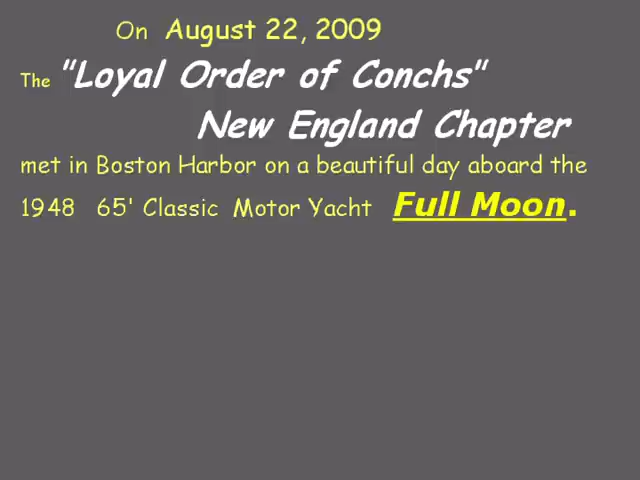 On August 22, 2009
The "Loyal Order of Conchs"
New England Chapter
met in Boston Harbor on a beautiful day aboard the
1948 65' Classic Motor Yacht Full Moon.